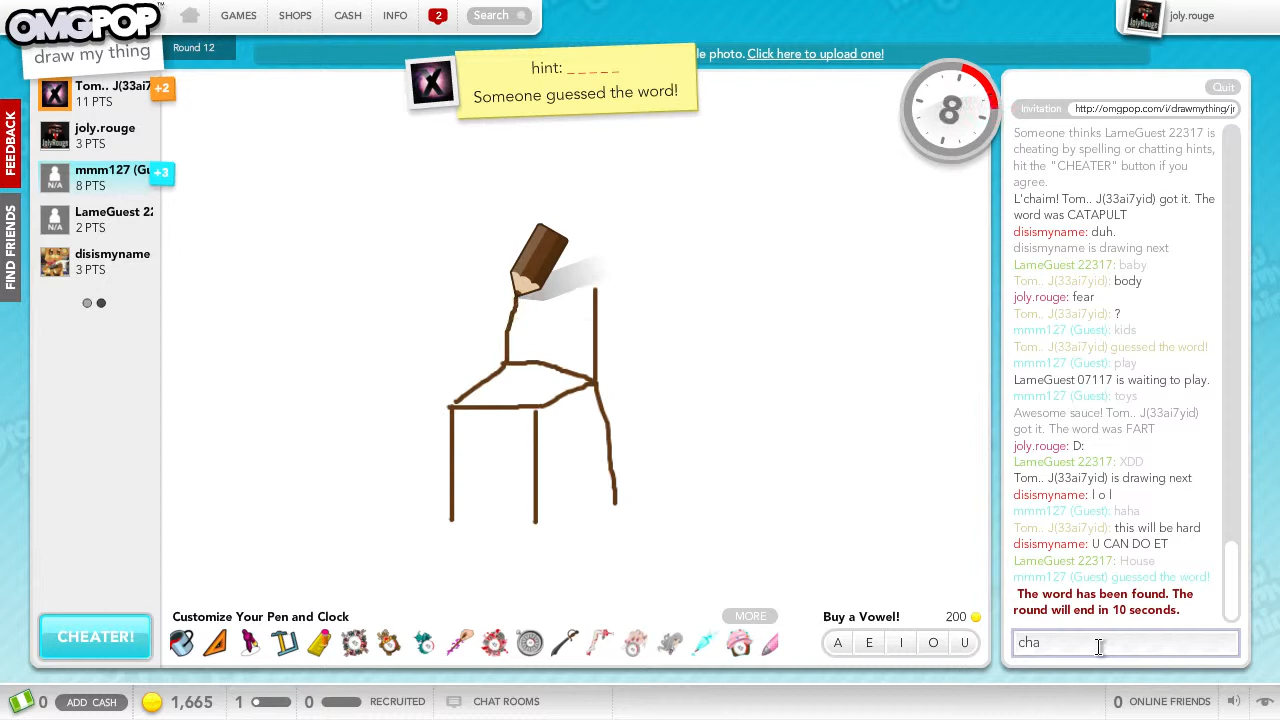 OMGPOP™
draw my thing
GAMES
SHOPS
CASH
INFO
2
Search
joly.rouge
Round 12
le photo. Click here to upload one!
hint: _ _ _ _ _
Someone guessed the word!
8
FEEDBACK
FIND FRIENDS
Tom.. J(33ai7
+2
11 PTS
joly.rouge
3 PTS
mmm127 (Gu
+3
8 PTS
LameGuest 22
2 PTS
disismyname
3 PTS
N/A
N/A
CHEATER!
Quit
Invitation
http://omgpop.com/i/drawmything/jr
Someone thinks LameGuest 22317 is
cheating by spelling or chatting hints,
hit the "CHEATER" button if you
agree.
L'chaim! Tom.. J(33ai7yid) got it. The
word was CATAPULT
disismyname: duh.
disismyname is drawing next
LameGuest 22317: baby
Tom.. J(33ai7yid): body
joly.rouge: fear
Tom.. J(33ai7yid): ?
mmm127 (Guest): kids
Tom.. J(33ai7yid) guessed the word!
mmm127 (Guest): play
LameGuest 07117 is waiting to play.
mmm127 (Guest): toys
Awesome sauce! Tom.. J(33ai7yid)
got it. The word was FART
joly.rouge: D:
LameGuest 22317: XDD
Tom.. J(33ai7yid) is drawing next
disismyname: l o l
mmm127 (Guest): haha
Tom.. J(33ai7yid): this will be hard
disismyname: U CAN DO ET
LameGuest 22317: House
mmm127 (Guest) guessed the word!
The word has been found. The
round will end in 10 seconds.
cha
Customize Your Pen and Clock
MORE
Buy a Vowel!
200
A
E
I
O
U
0
ADD CASH
1,665
1
0
RECRUITED
CHAT ROOMS
0 ONLINE FRIENDS